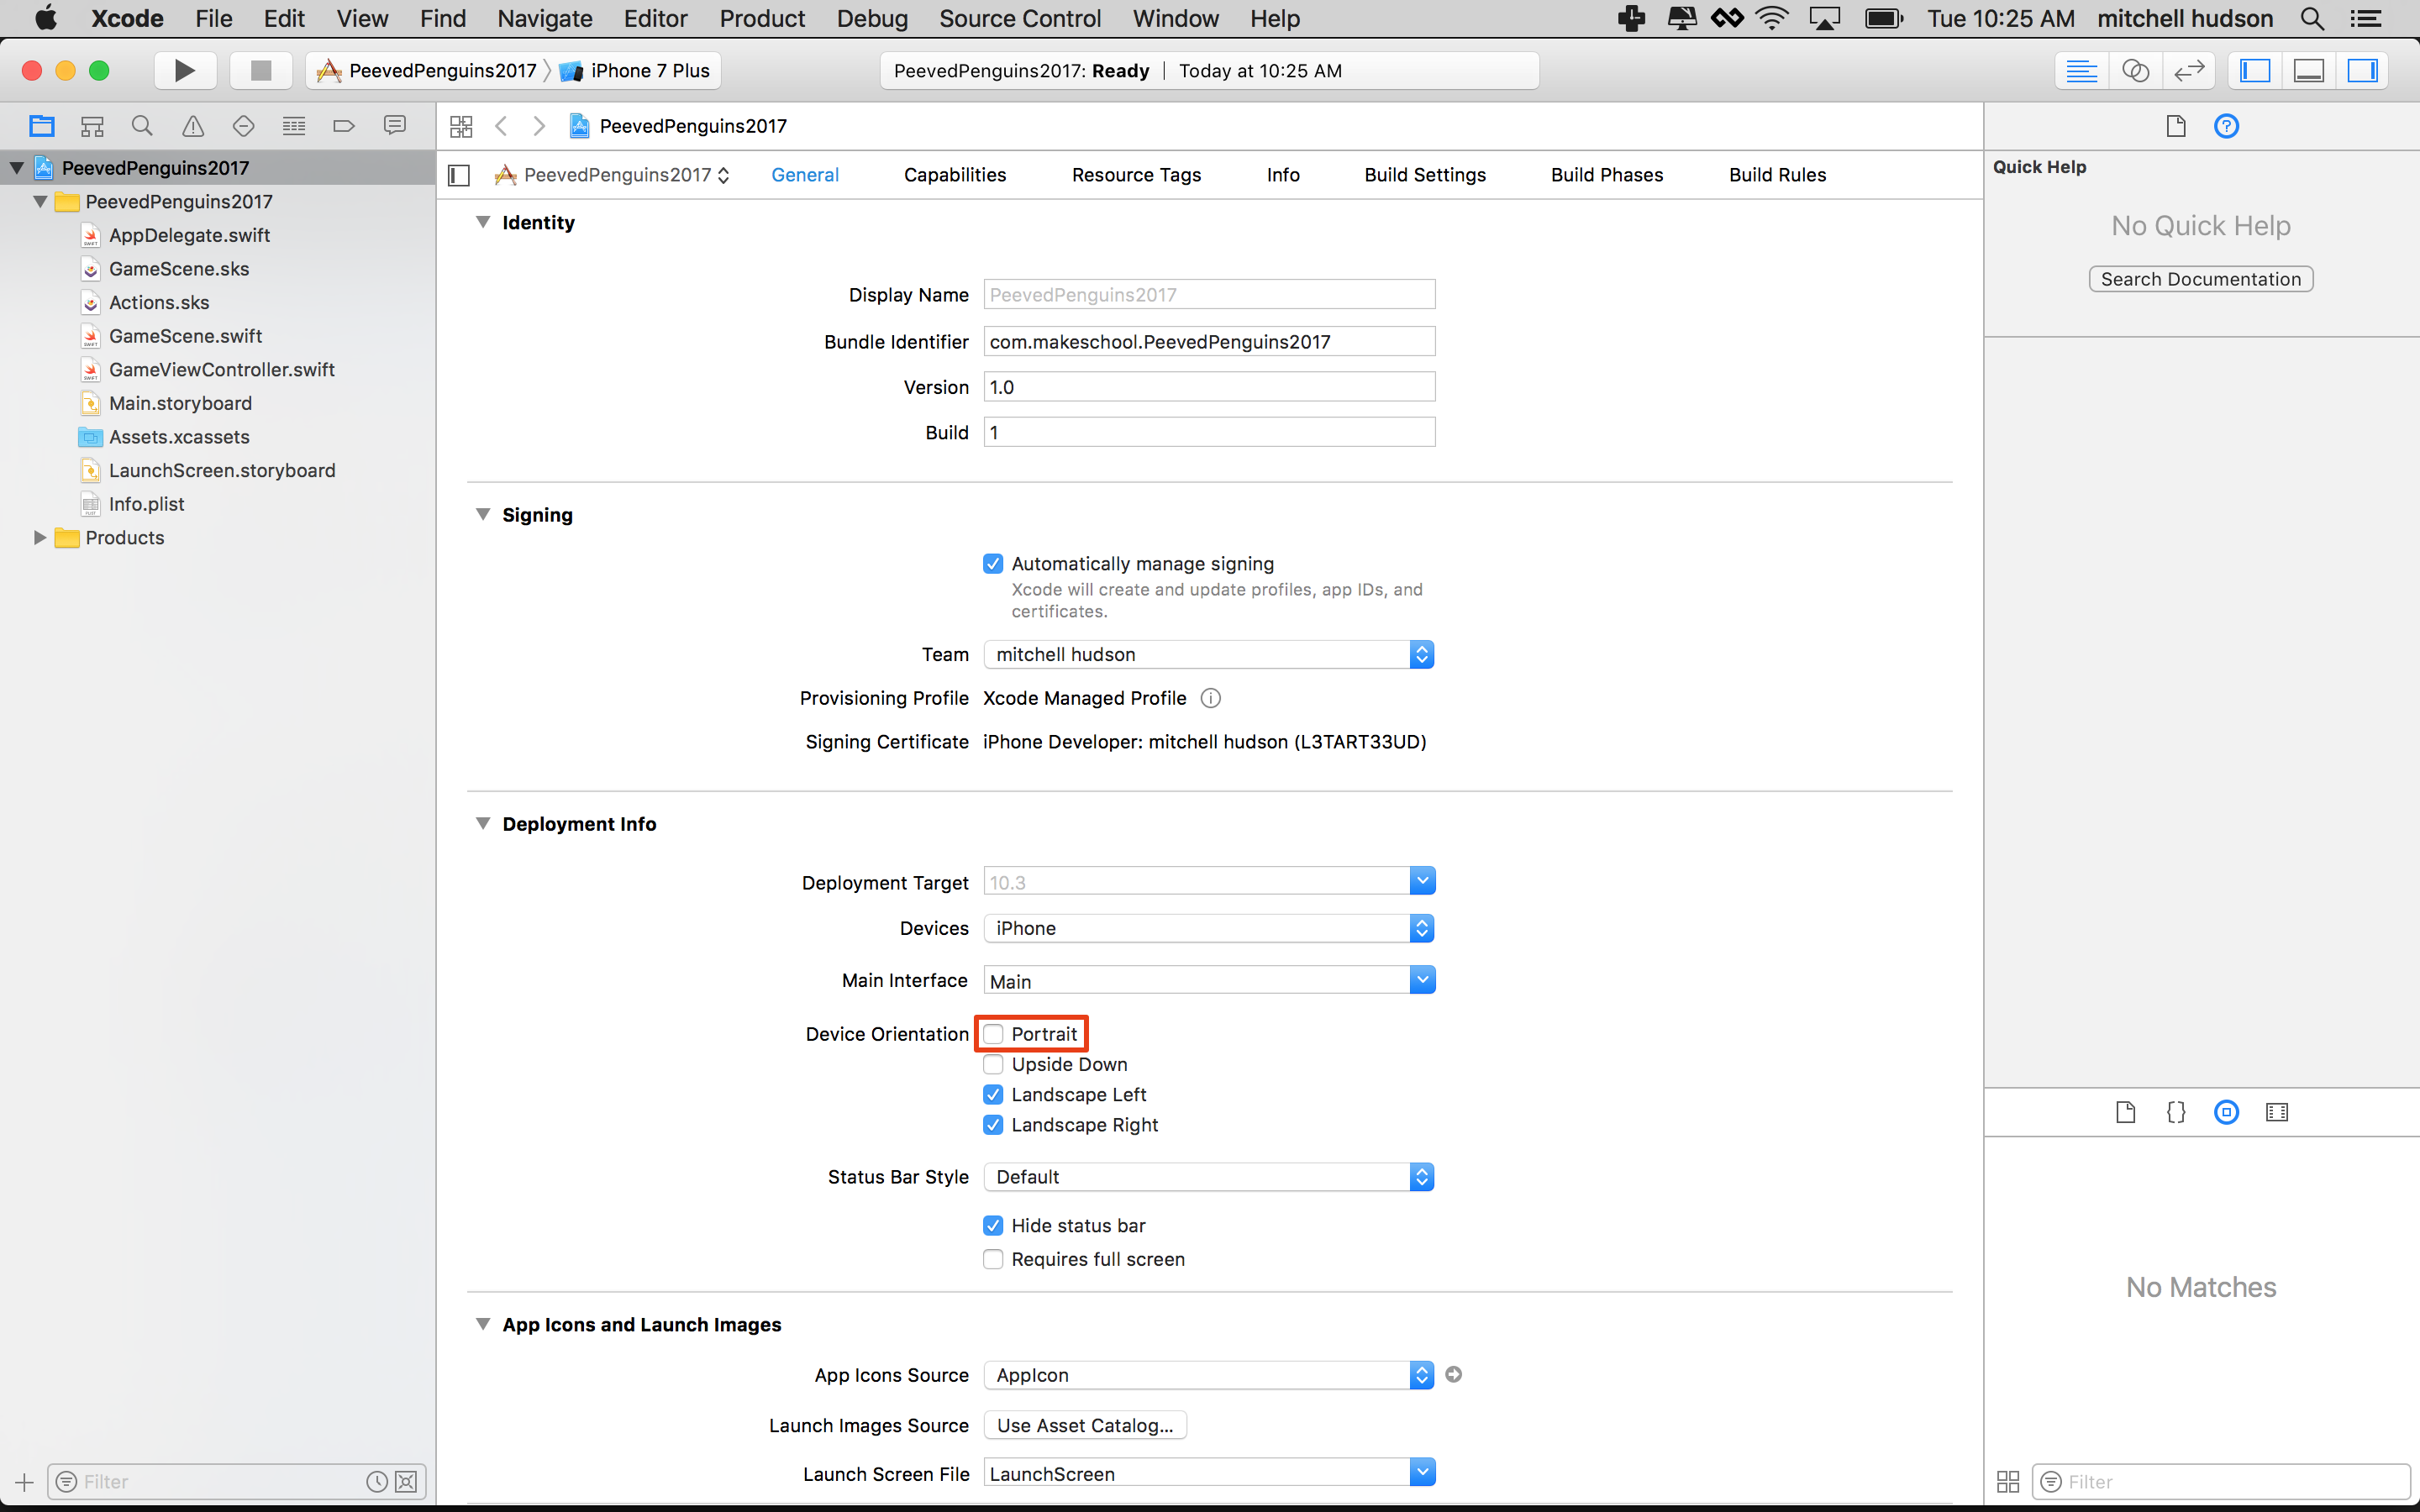 Xcode File Edit View Find Navigate Editor Product Debug Source Control Window Help Tue 10:25 AM mitchell hudson
PeevedPenguins2017 iPhone 7 Plus PeevedPenguins2017: Ready Today at 10:25 AM
PeevedPenguins2017
PeevedPenguins2017
PeevedPenguins2017
AppDelegate.swift
GameScene.sks
Actions.sks
GameScene.swift
GameViewController.swift
Main.storyboard
Assets.xcassets
LaunchScreen.storyboard
Info.plist
Products
Filter
PeevedPenguins2017 General Capabilities Resource Tags Info Build Settings Build Phases Build Rules
Identity
Display Name PeevedPenguins2017
Bundle Identifier com.makeschool.PeevedPenguins2017
Version 1.0
Build 1
Signing
Automatically manage signing
Xcode will create and update profiles, app IDs, and
certificates.
Team mitchell hudson
Provisioning Profile Xcode Managed Profile
Signing Certificate iPhone Developer: mitchell hudson (L3TART33UD)
Deployment Info
Deployment Target 10.3
Devices iPhone
Main Interface Main
Device Orientation Portrait
Upside Down
Landscape Left
Landscape Right
Status Bar Style Default
Hide status bar
Requires full screen
App Icons and Launch Images
App Icons Source AppIcon
Launch Images Source Use Asset Catalog...
Launch Screen File LaunchScreen
Quick Help
No Quick Help
Search Documentation
No Matches
Filter